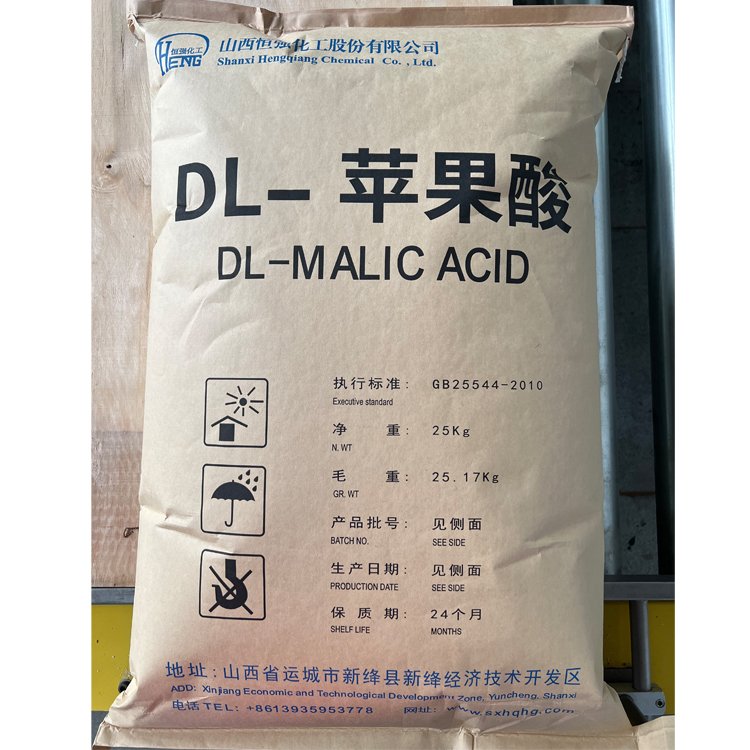 恒强化工
HENG
山西恒强化工股份有限公司
Shanxi Hengqiang Chemical Co., Ltd.
DL-苹果酸
DL-MALIC ACID
执行标准: GB25544-2010
Executive standard
净 重: 25Kg
N. WT
毛 重: 25.17Kg
GR. WT
产品批号: 见侧面
BATCH NO. SEE SIDE
生产日期: 见侧面
PRODUCTION DATE SEE SIDE
保 质 期: 24个月
SHELF LIFE MONTHS
地址: 山西省运城市新绛县新绛经济技术开发区
ADD: Xinjiang Economic and Technological Development Zone, Yuncheng, Shanxi
电话TEL: +8613935953778 网址: www.sxhqhg.com